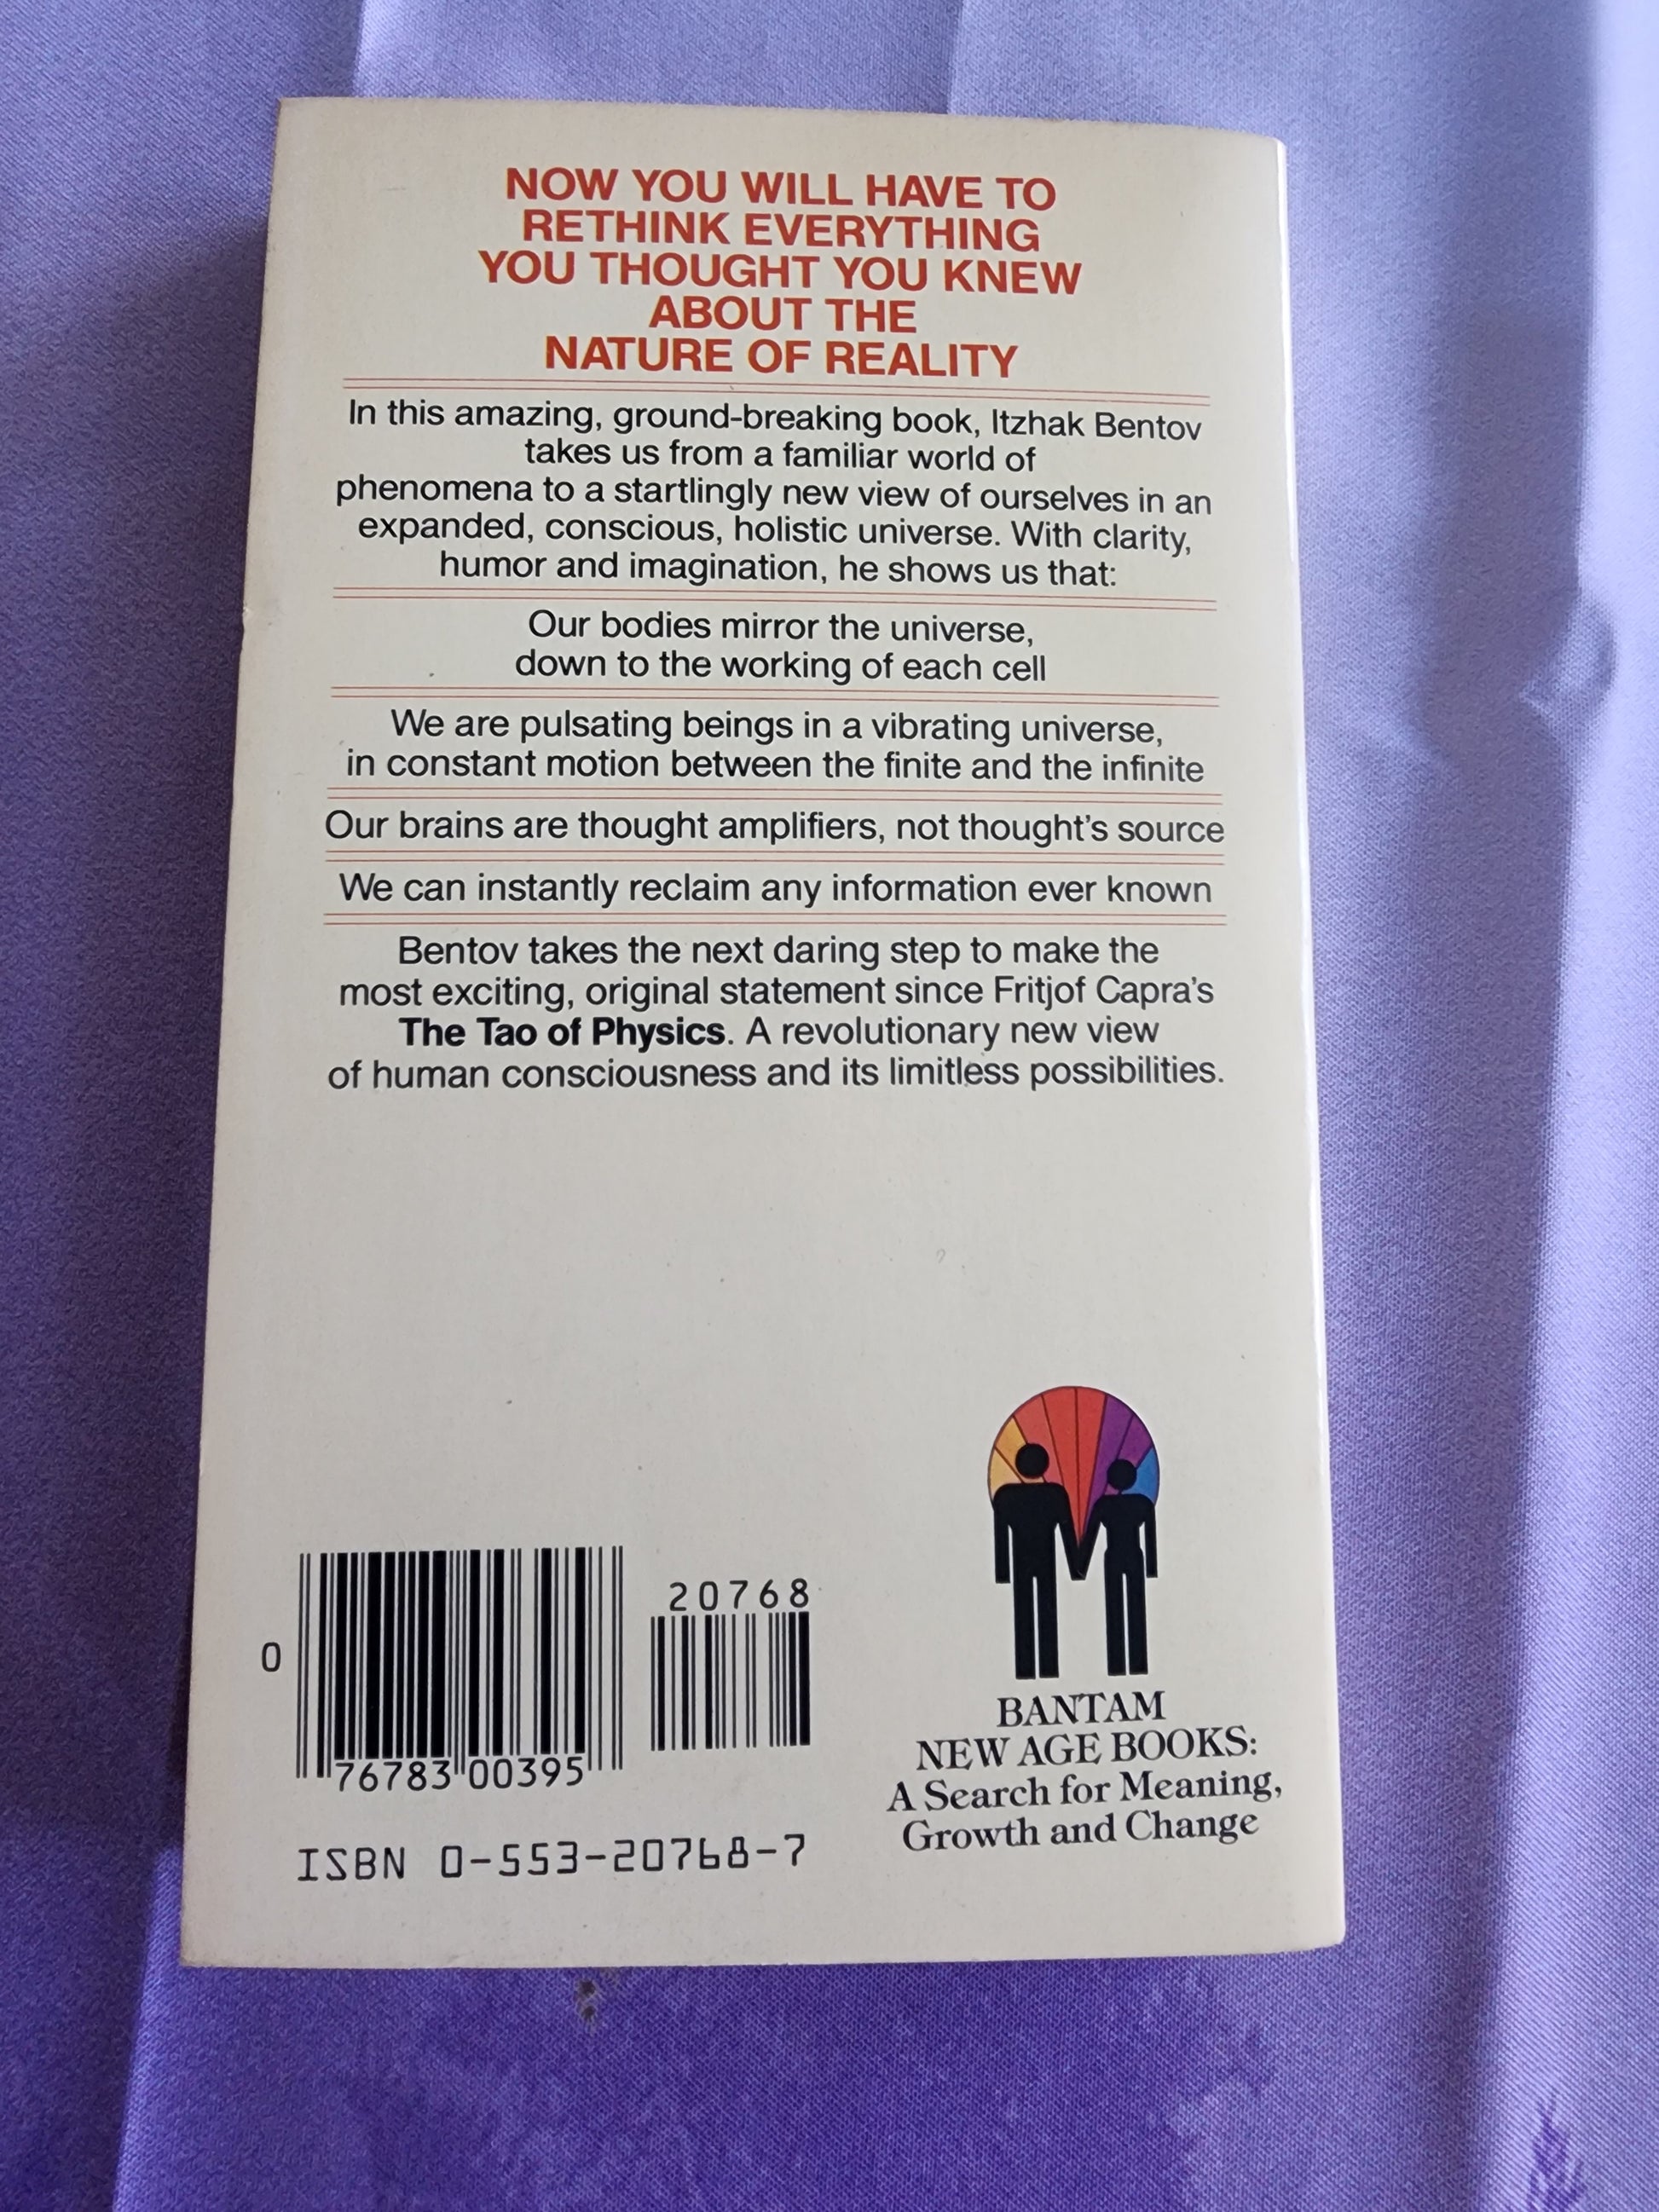 NOW YOU WILL HAVE TO
RETHINK EVERYTHING
YOU THOUGHT YOU KNEW
ABOUT THE
NATURE OF REALITY
In this amazing, ground-breaking book, Itzhak Bentov
takes us from a familiar world of
phenomena to a startlingly new view of ourselves in an
expanded, conscious, holistic universe. With clarity,
humor and imagination, he shows us that:
Our bodies mirror the universe,
down to the working of each cell
We are pulsating beings in a vibrating universe,
in constant motion between the finite and the infinite
Our brains are thought amplifiers, not thought's source
We can instantly reclaim any information ever known
Bentov takes the next daring step to make the
most exciting, original statement since Fritjof Capra's
The Tao of Physics. A revolutionary new view
of human consciousness and its limitless possibilities.
20768
0
76783 00395
ISBN 0-553-20768-7
BANTAM
NEW AGE BOOKS:
A Search for Meaning,
Growth and Change